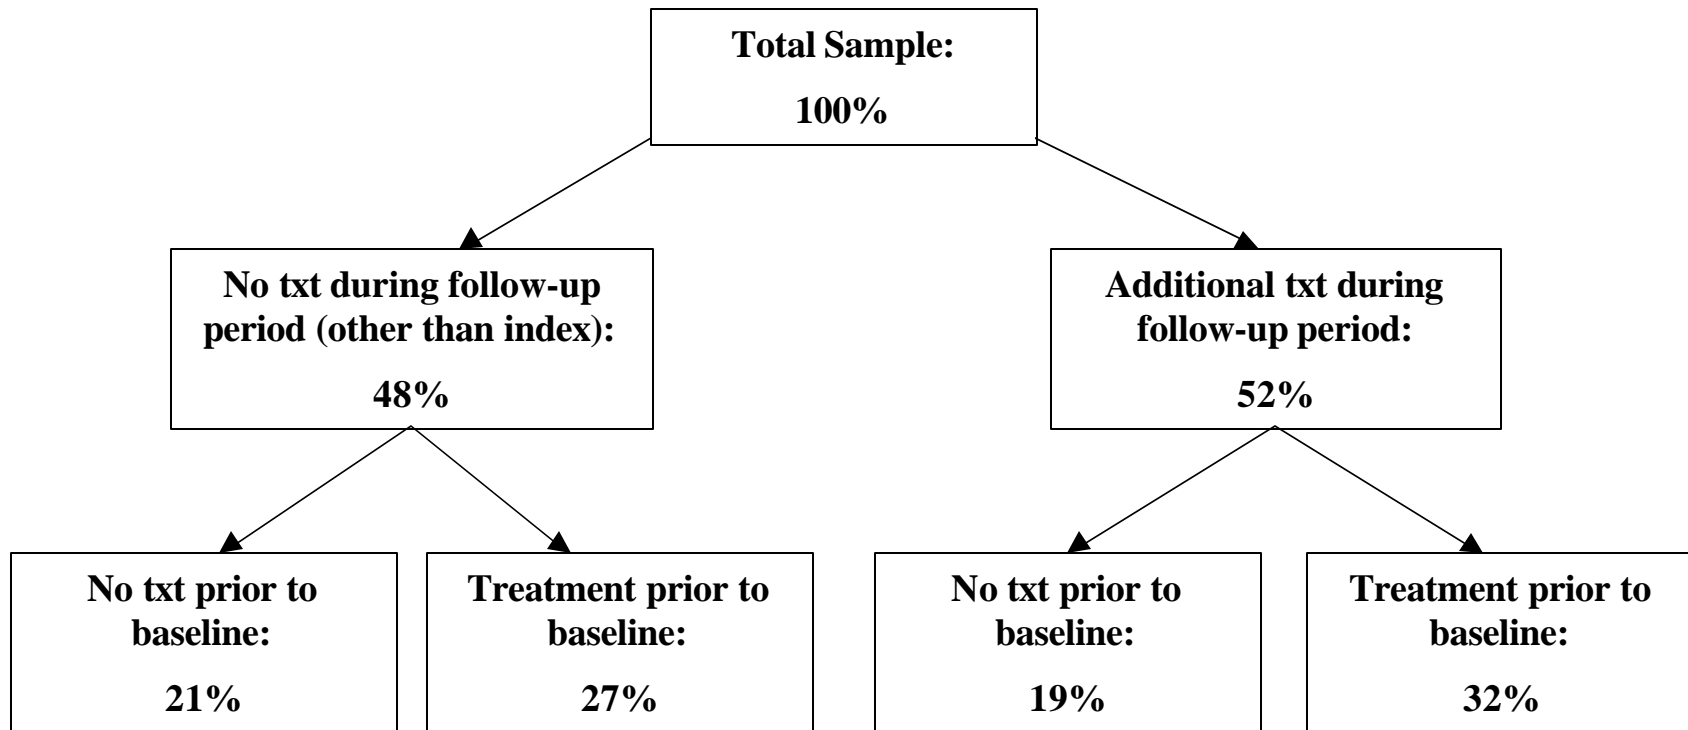 Total Sample:
100%
No txt during follow-up
period (other than index):
48%
Additional txt during
follow-up period:
52%
No txt prior to
baseline:
21%
Treatment prior to
baseline:
27%
No txt prior to
baseline:
19%
Treatment prior to
baseline:
32%